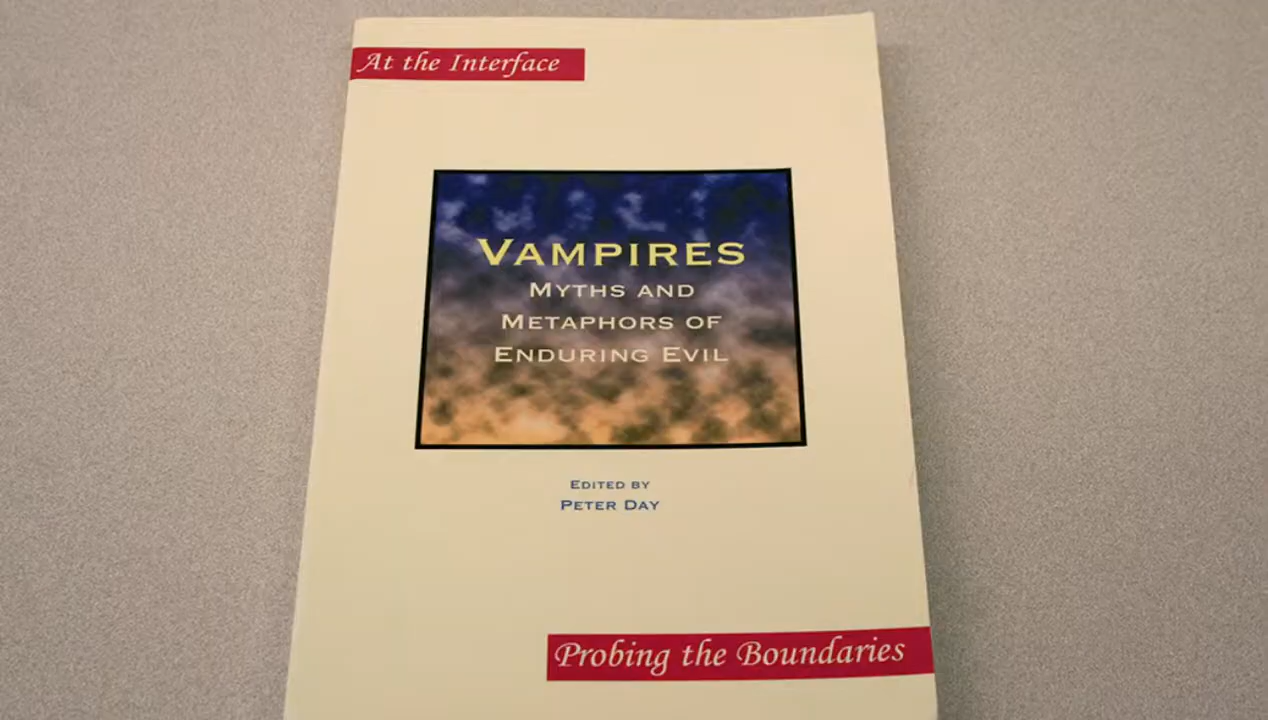 At the Interface
VAMPIRES
MYTHS AND
METAPHORS OF
ENDURING EVIL
EDITED BY
PETER DAY
Probing the Boundaries